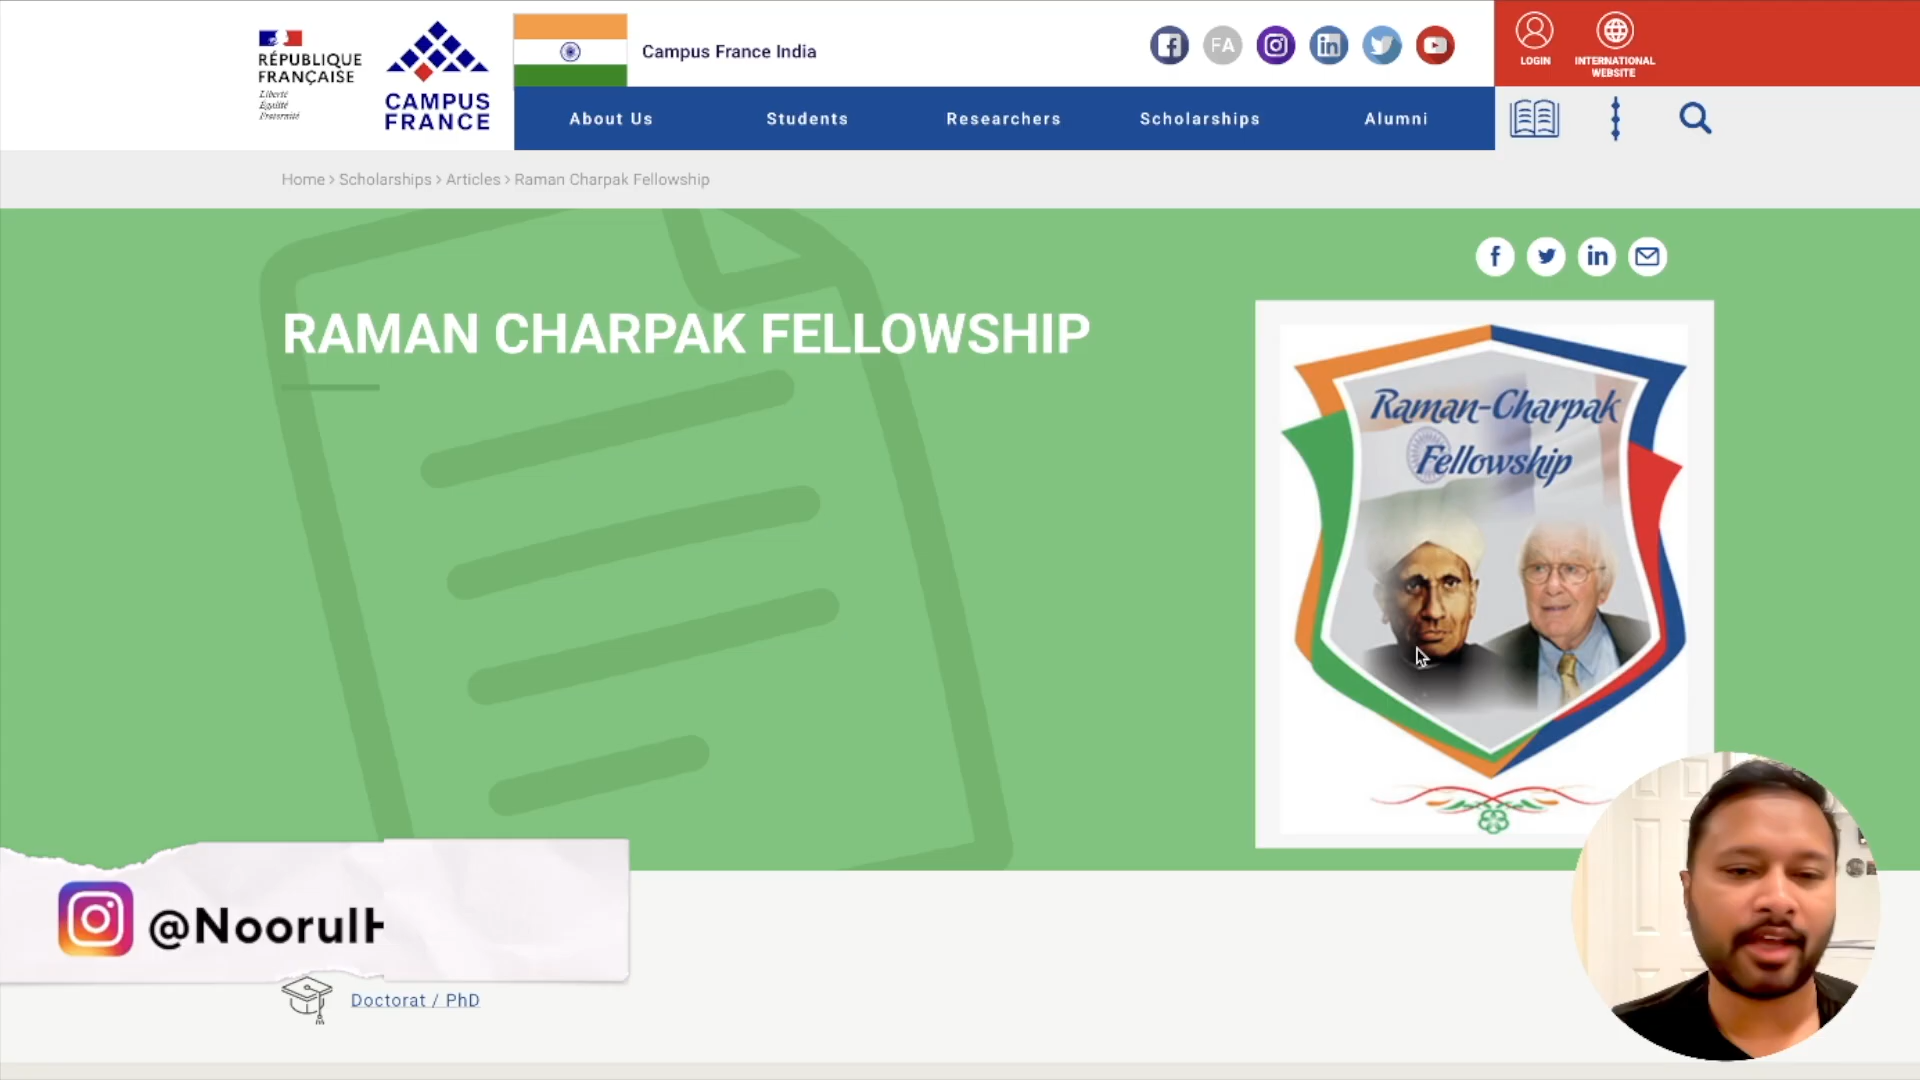 RÉPUBLIQUE
FRANÇAISE
Liberté
Égalité
Fraternité
CAMPUS
FRANCE
Campus France India
FA
LOGIN
INTERNATIONAL
WEBSITE
About Us
Students
Researchers
Scholarships
Alumni
Home > Scholarships > Articles > Raman Charpak Fellowship
RAMAN CHARPAK FELLOWSHIP
Raman-Charpak
Fellowship
@NoorulH
Doctorat / PhD